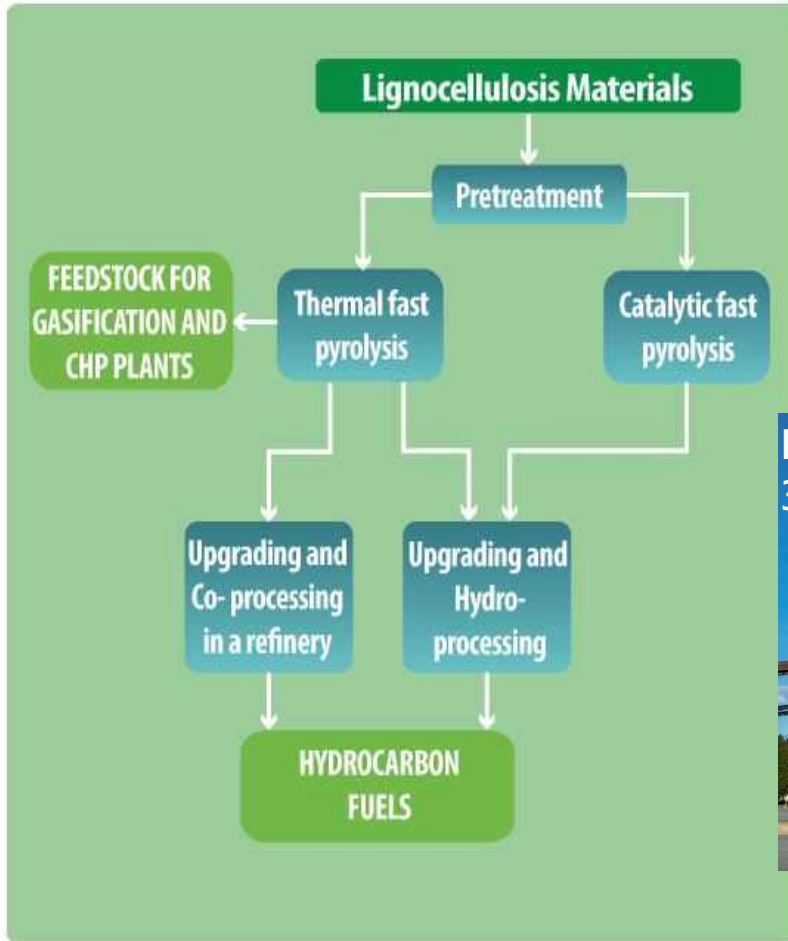 Lignocellulosis Materials
Pretreatment
FEEDSTOCK FOR
GASIFICATION AND
CHP PLANTS
Thermal fast
pyrolysis
Catalytic fast
pyrolysis
Upgrading and
Co- processing
in a refinery
Upgrading and
Hydro-
processing
HYDROCARBON
FUELS